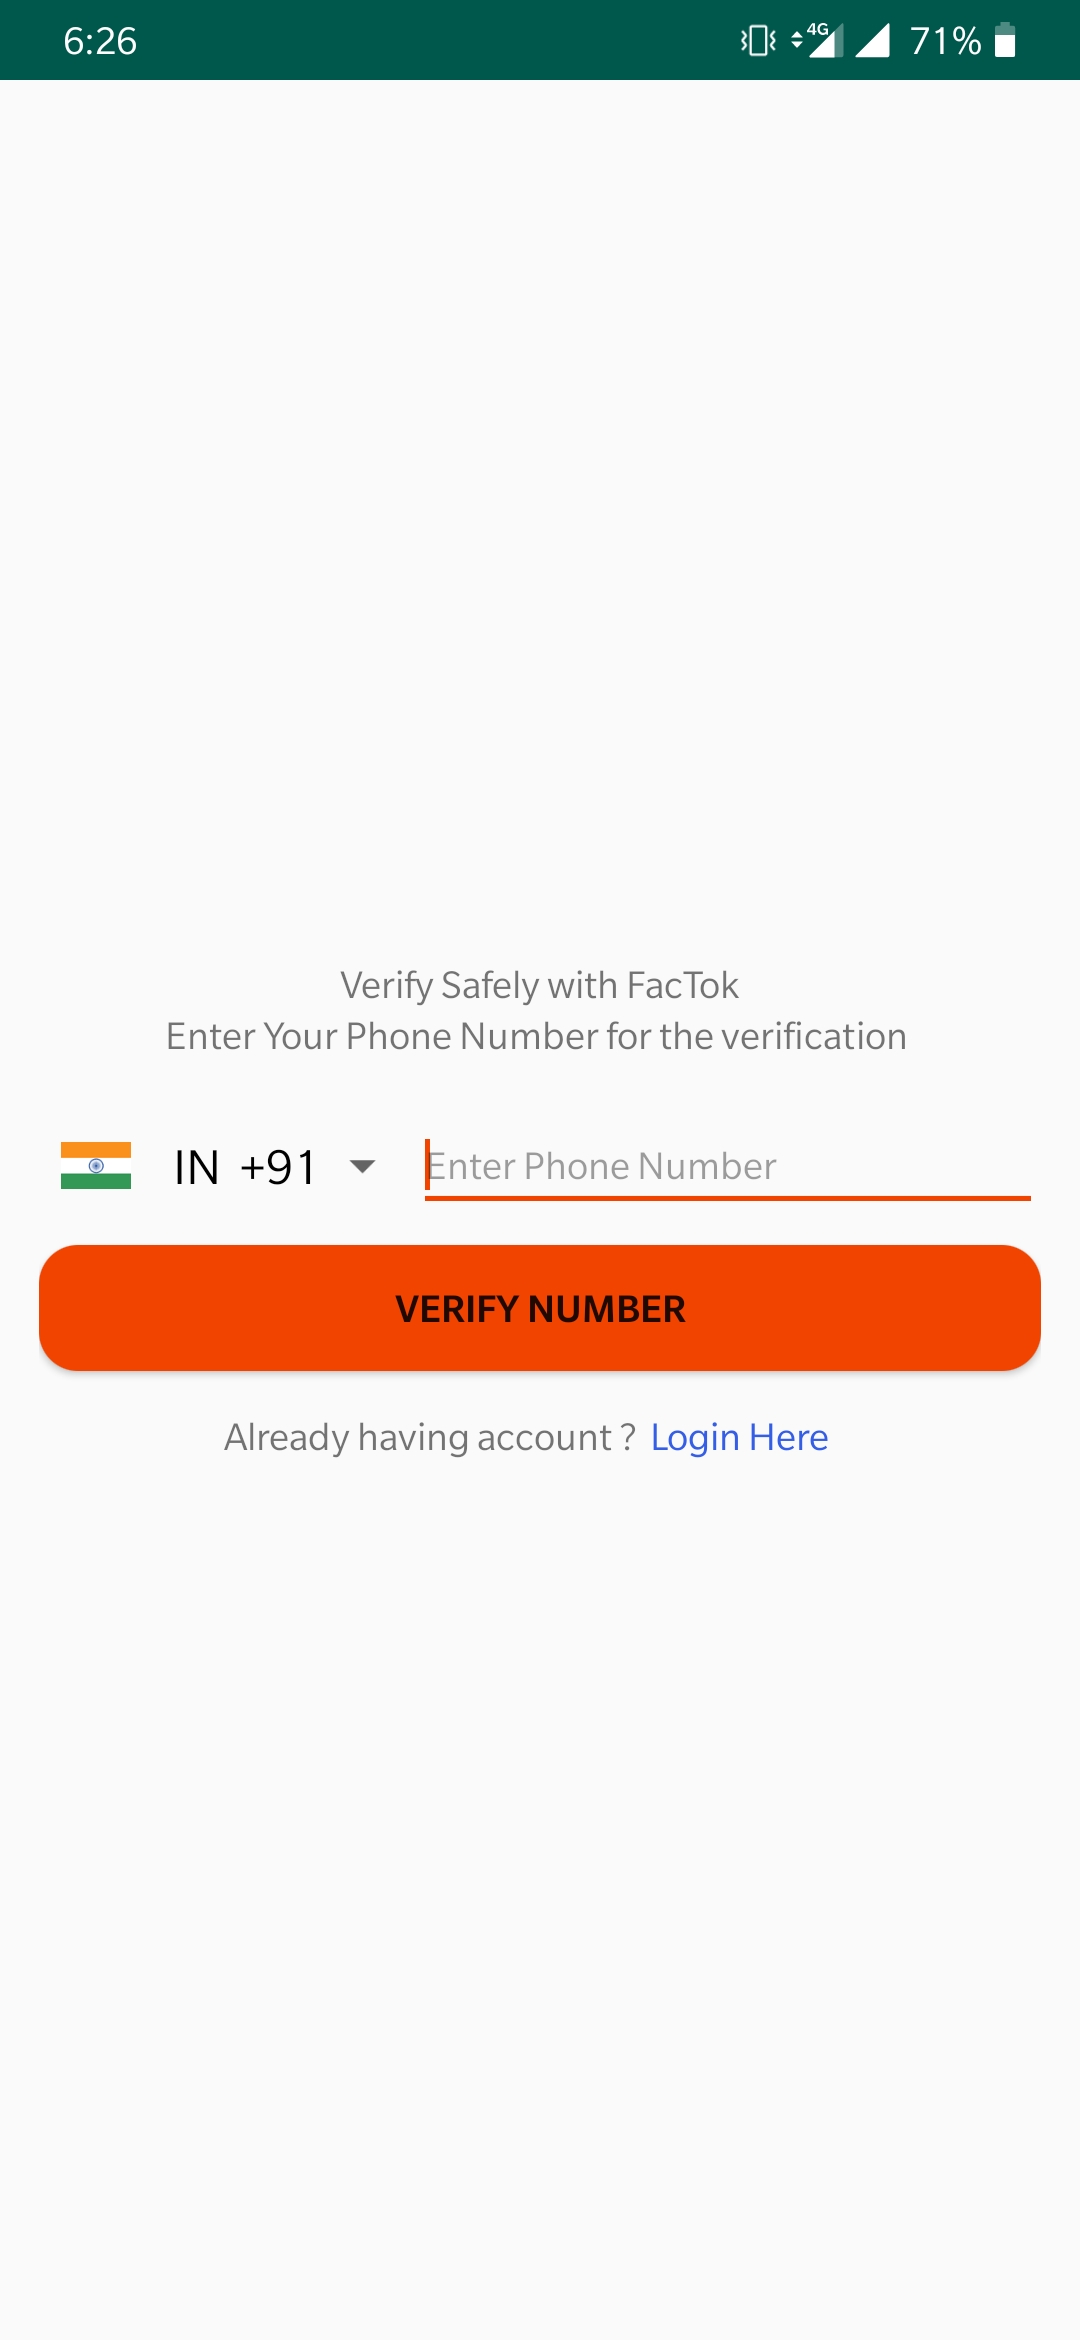 6:26 4G 71%
Verify Safely with FacTok
Enter Your Phone Number for the verification
IN +91 Enter Phone Number
VERIFY NUMBER
Already having account ? Login Here